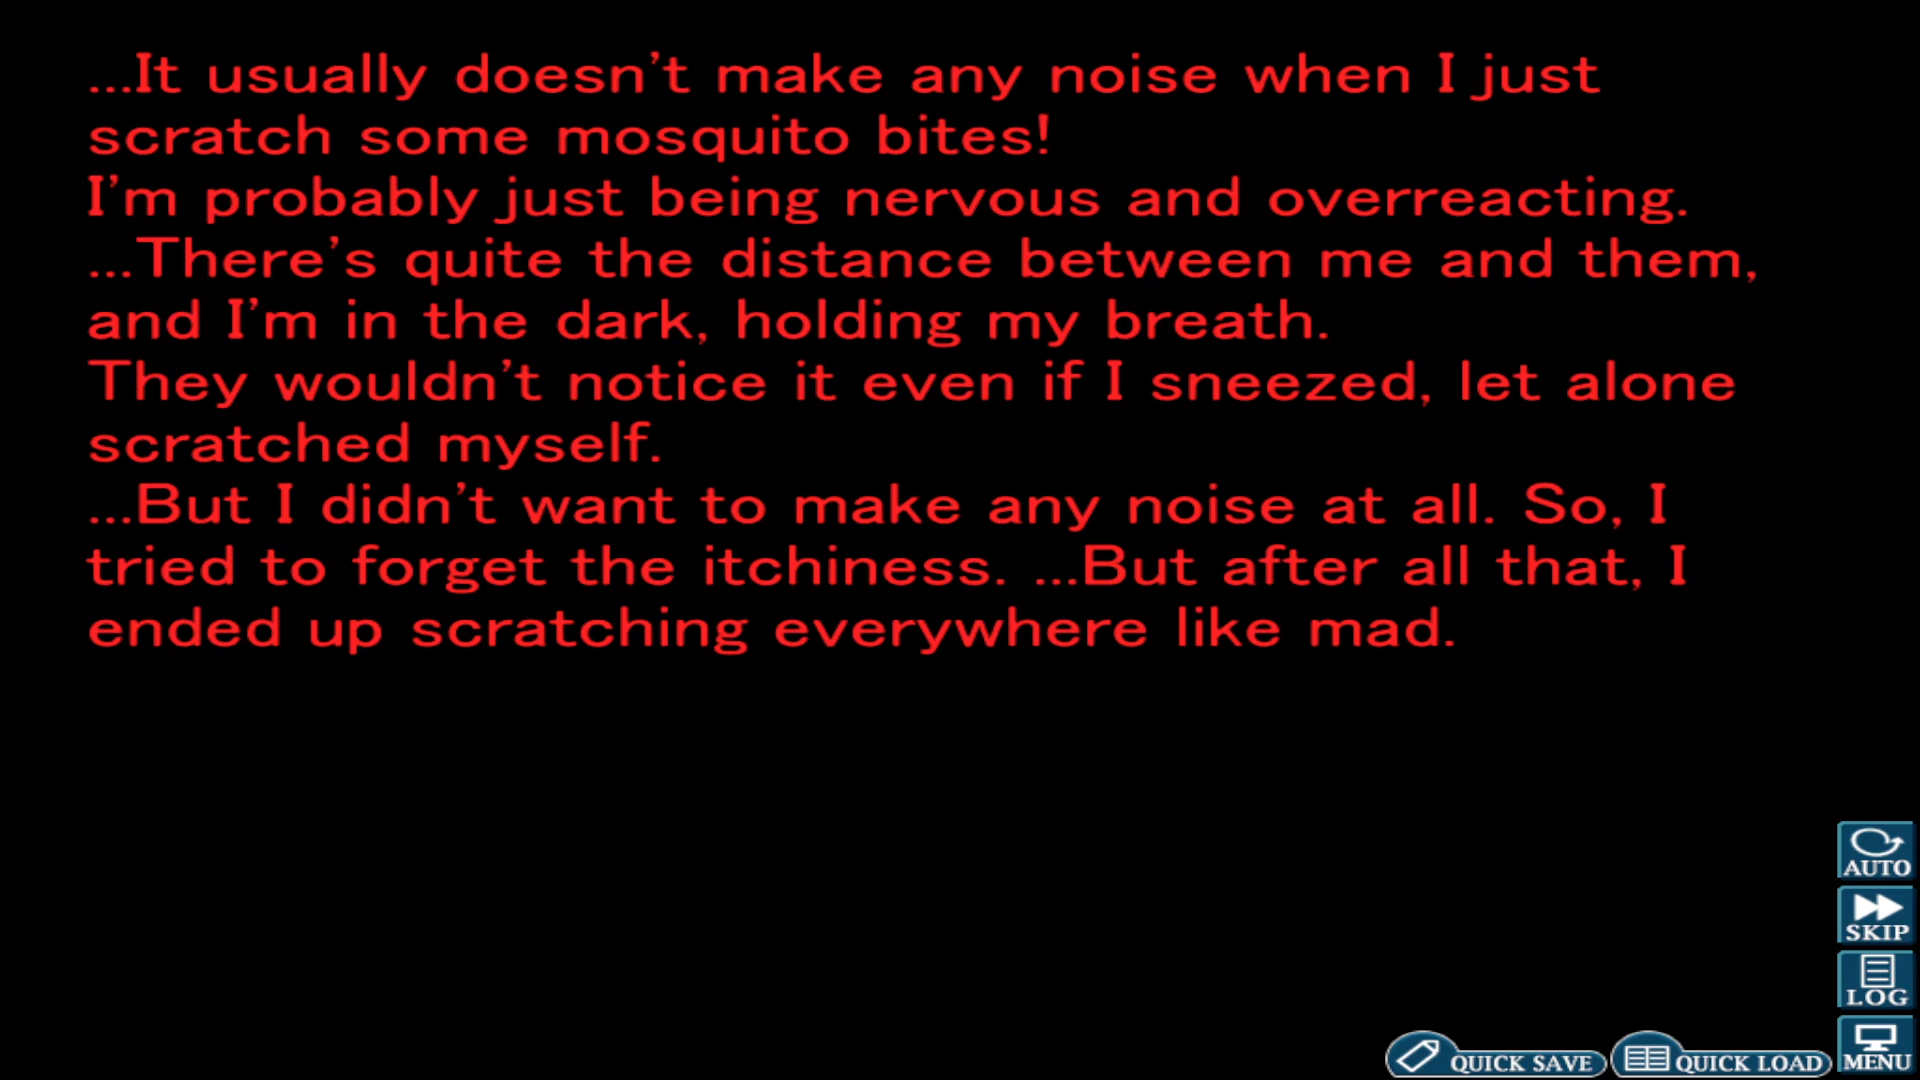 ...It usually doesn't make any noise when I just
scratch some mosquito bites!
I'm probably just being nervous and overreacting.
...There's quite the distance between me and them,
and I'm in the dark, holding my breath.
They wouldn't notice it even if I sneezed, let alone
scratched myself.
...But I didn't want to make any noise at all. So, I
tried to forget the itchiness. ...But after all that, I
ended up scratching everywhere like mad.
AUTO
SKIP
LOG
QUICK SAVE QUICK LOAD MENU